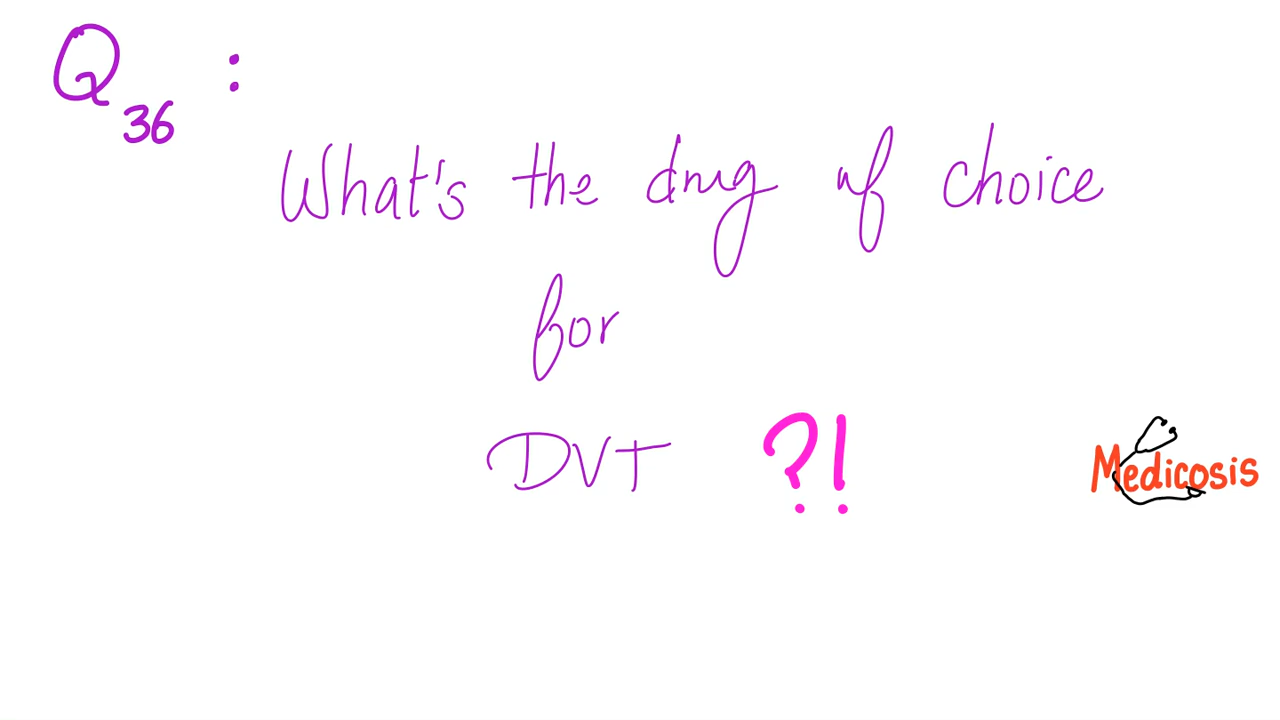 Q36 :
What's the drug of choice
for
DVT ?!
Medicosis